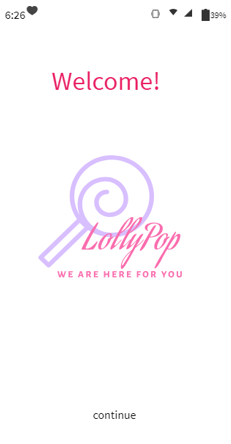 6:26
39%
Welcome!
LollyPop
WE ARE HERE FOR YOU
continue